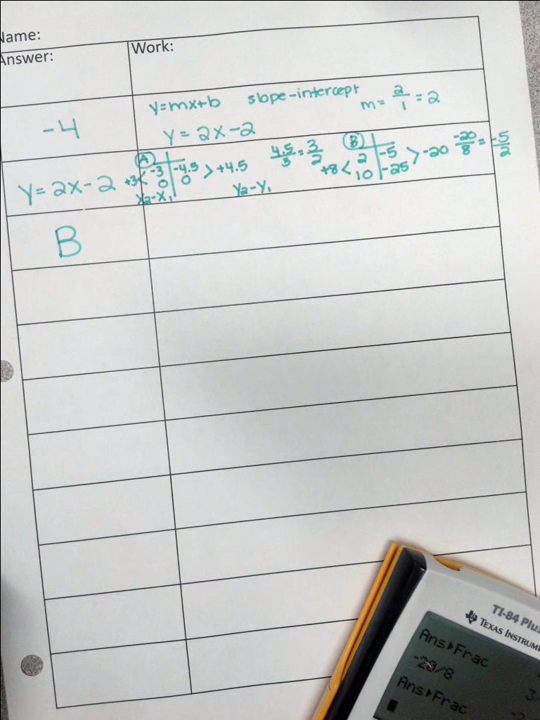 Name:
Answer:
Work:
-4
y=mx+b slope-intercept m= 2/1 = 2
y = 2x-2
y= 2x-2
A
-3 | -4.5
0 | 0
+3 < > +4.5
x₂-x₁ y₂-y₁
4.5/3 = 3/2
B
2 | -5
10 | -25
+8 < > -20
-20/8 = -5/2
B
TI-84 Plus
TEXAS INSTRUM
Ans▸Frac
Ans▸Frac